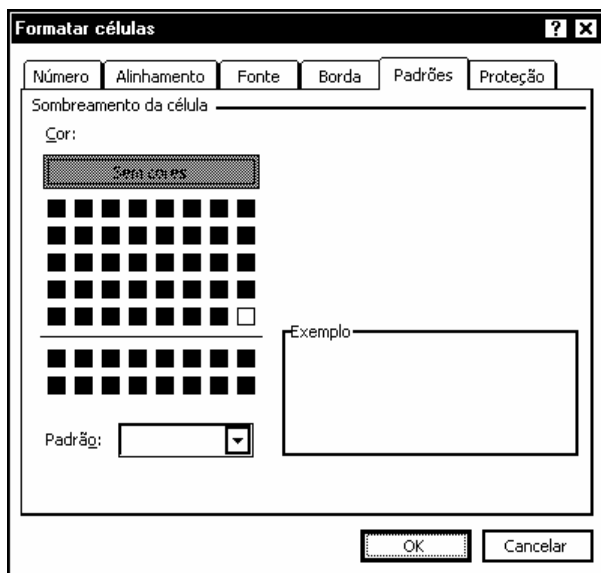 Formatar células
Número Alinhamento Fonte Borda Padrões Proteção
Sombreamento da célula
Cor:
Sem cores
Exemplo
Padrão:
OK Cancelar